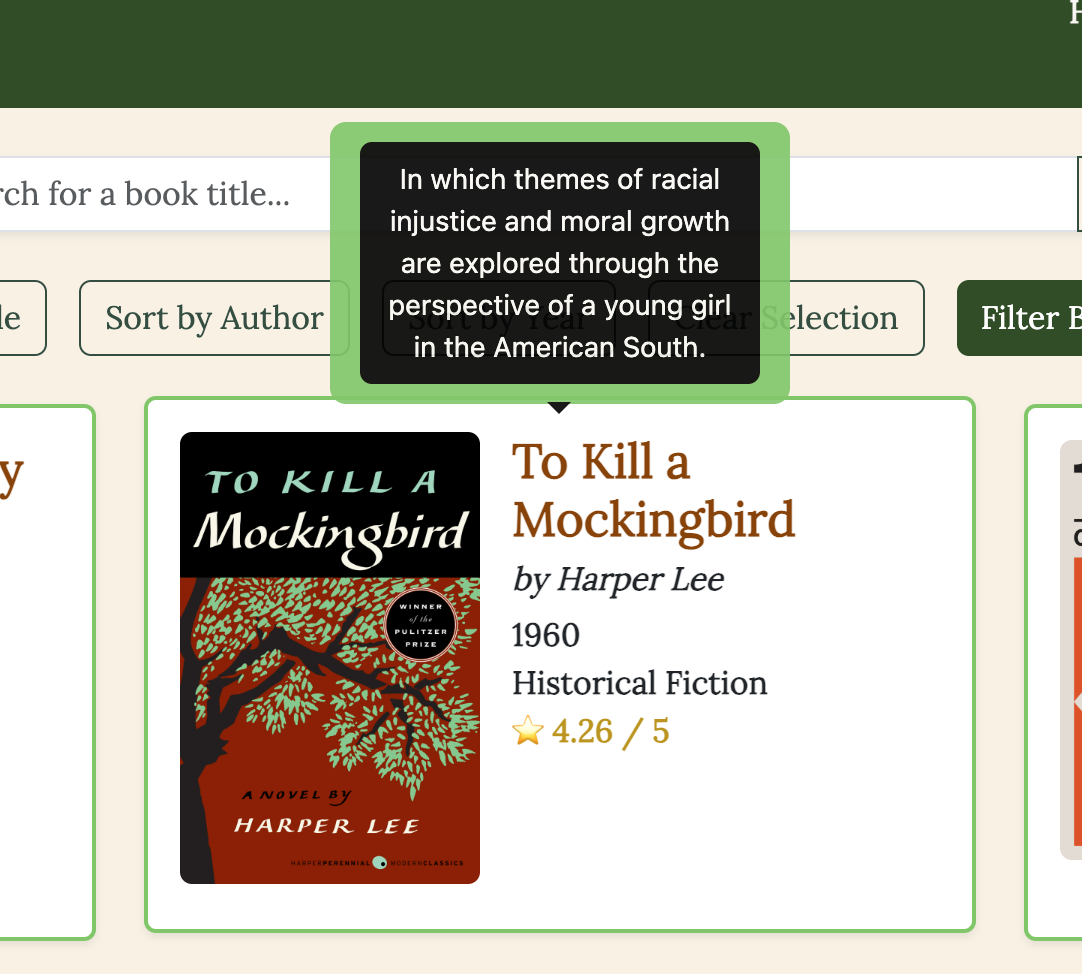 rch for a book title...
In which themes of racial
injustice and moral growth
are explored through the
perspective of a young girl
in the American South.
le
Sort by Author
Sort by Year
Clear Selection
Filter B
y
To Kill a
Mockingbird
by Harper Lee
1960
Historical Fiction
⭐ 4.26 / 5
TO KILL A
Mockingbird
WINNER
of the
PULITZER
PRIZE
A NOVEL BY
HARPER LEE
HARPERPERENNIAL MODERNCLASSICS